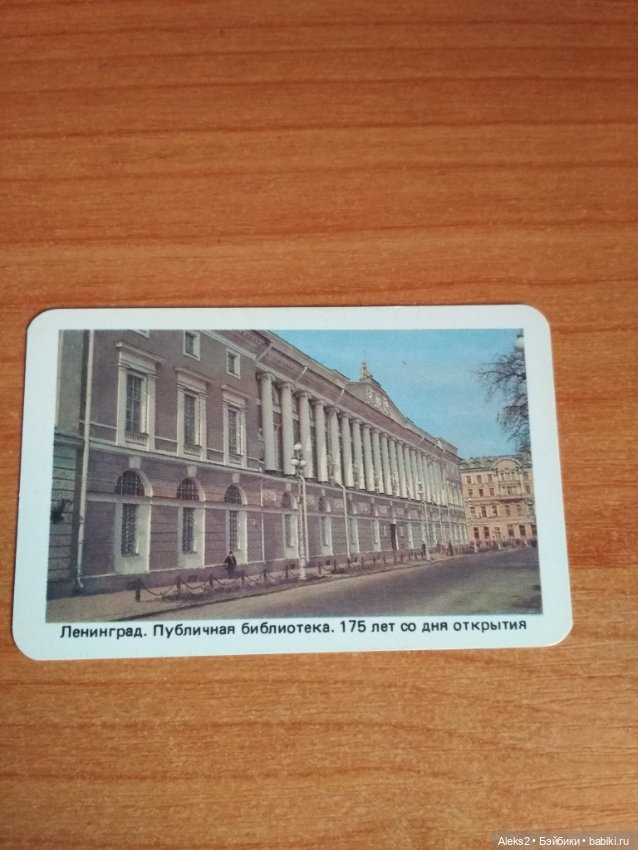 Ленинград. Публичная библиотека. 175 лет со дня открытия
Aleks2 • Бэйбики • babiki.ru